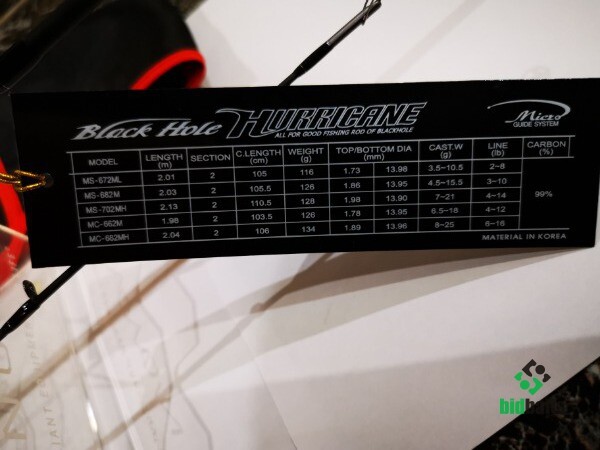 Black Hole HURRICANE
ALL FOR GOOD FISHING ROD OF BLACKHOLE
Micro
GUIDE SYSTEM
MODEL LENGTH (m) SECTION C.LENGTH (cm) WEIGHT (g) TOP/BOTTOM DIA (mm) CAST.W (g) LINE (lb) CARBON (%)
MS-672ML 2.01 2 105 116 1.73 13.98 3.5~10.5 2~8
MS-682M 2.03 2 105.5 126 1.86 13.95 4.5~15.5 3~10
MS-702MH 2.13 2 110.5 128 1.98 13.90 7~21 4~14
MC-662M 1.98 2 103.5 126 1.78 13.95 6.5~18 4~12
MC-682MH 2.04 2 106 134 1.89 13.96 8~25 6~16
99%
MATERIAL IN KOREA